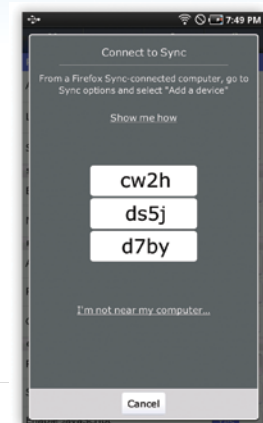 7:49 PM
Connect to Sync
From a Firefox Sync-connected computer, go to
Sync options and select "Add a device"
Show me how
cw2h
ds5j
d7by
I'm not near my computer...
Cancel